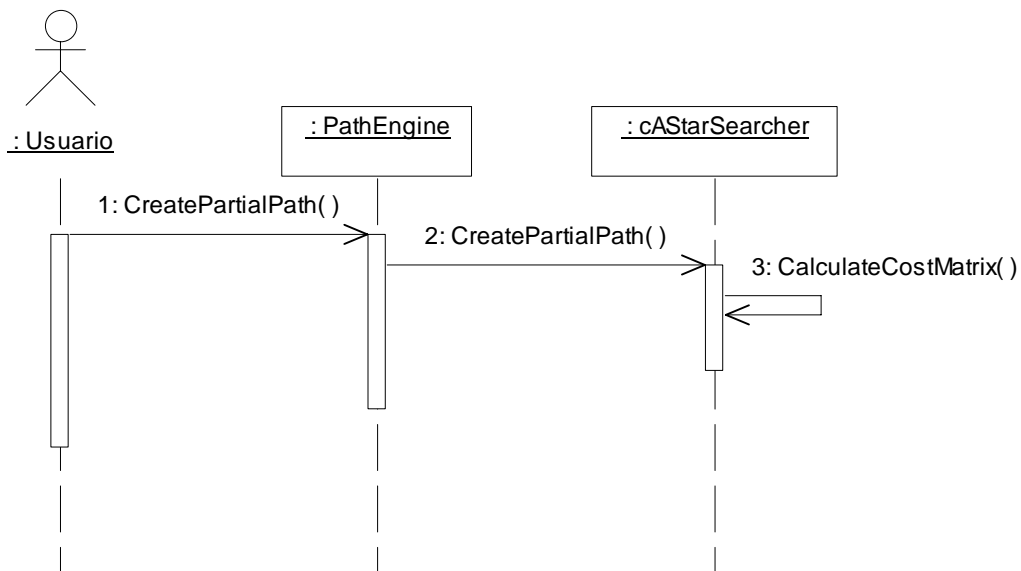 : Usuario
: PathEngine
: cAStarSearcher
1: CreatePartialPath( )
2: CreatePartialPath( )
3: CalculateCostMatrix( )